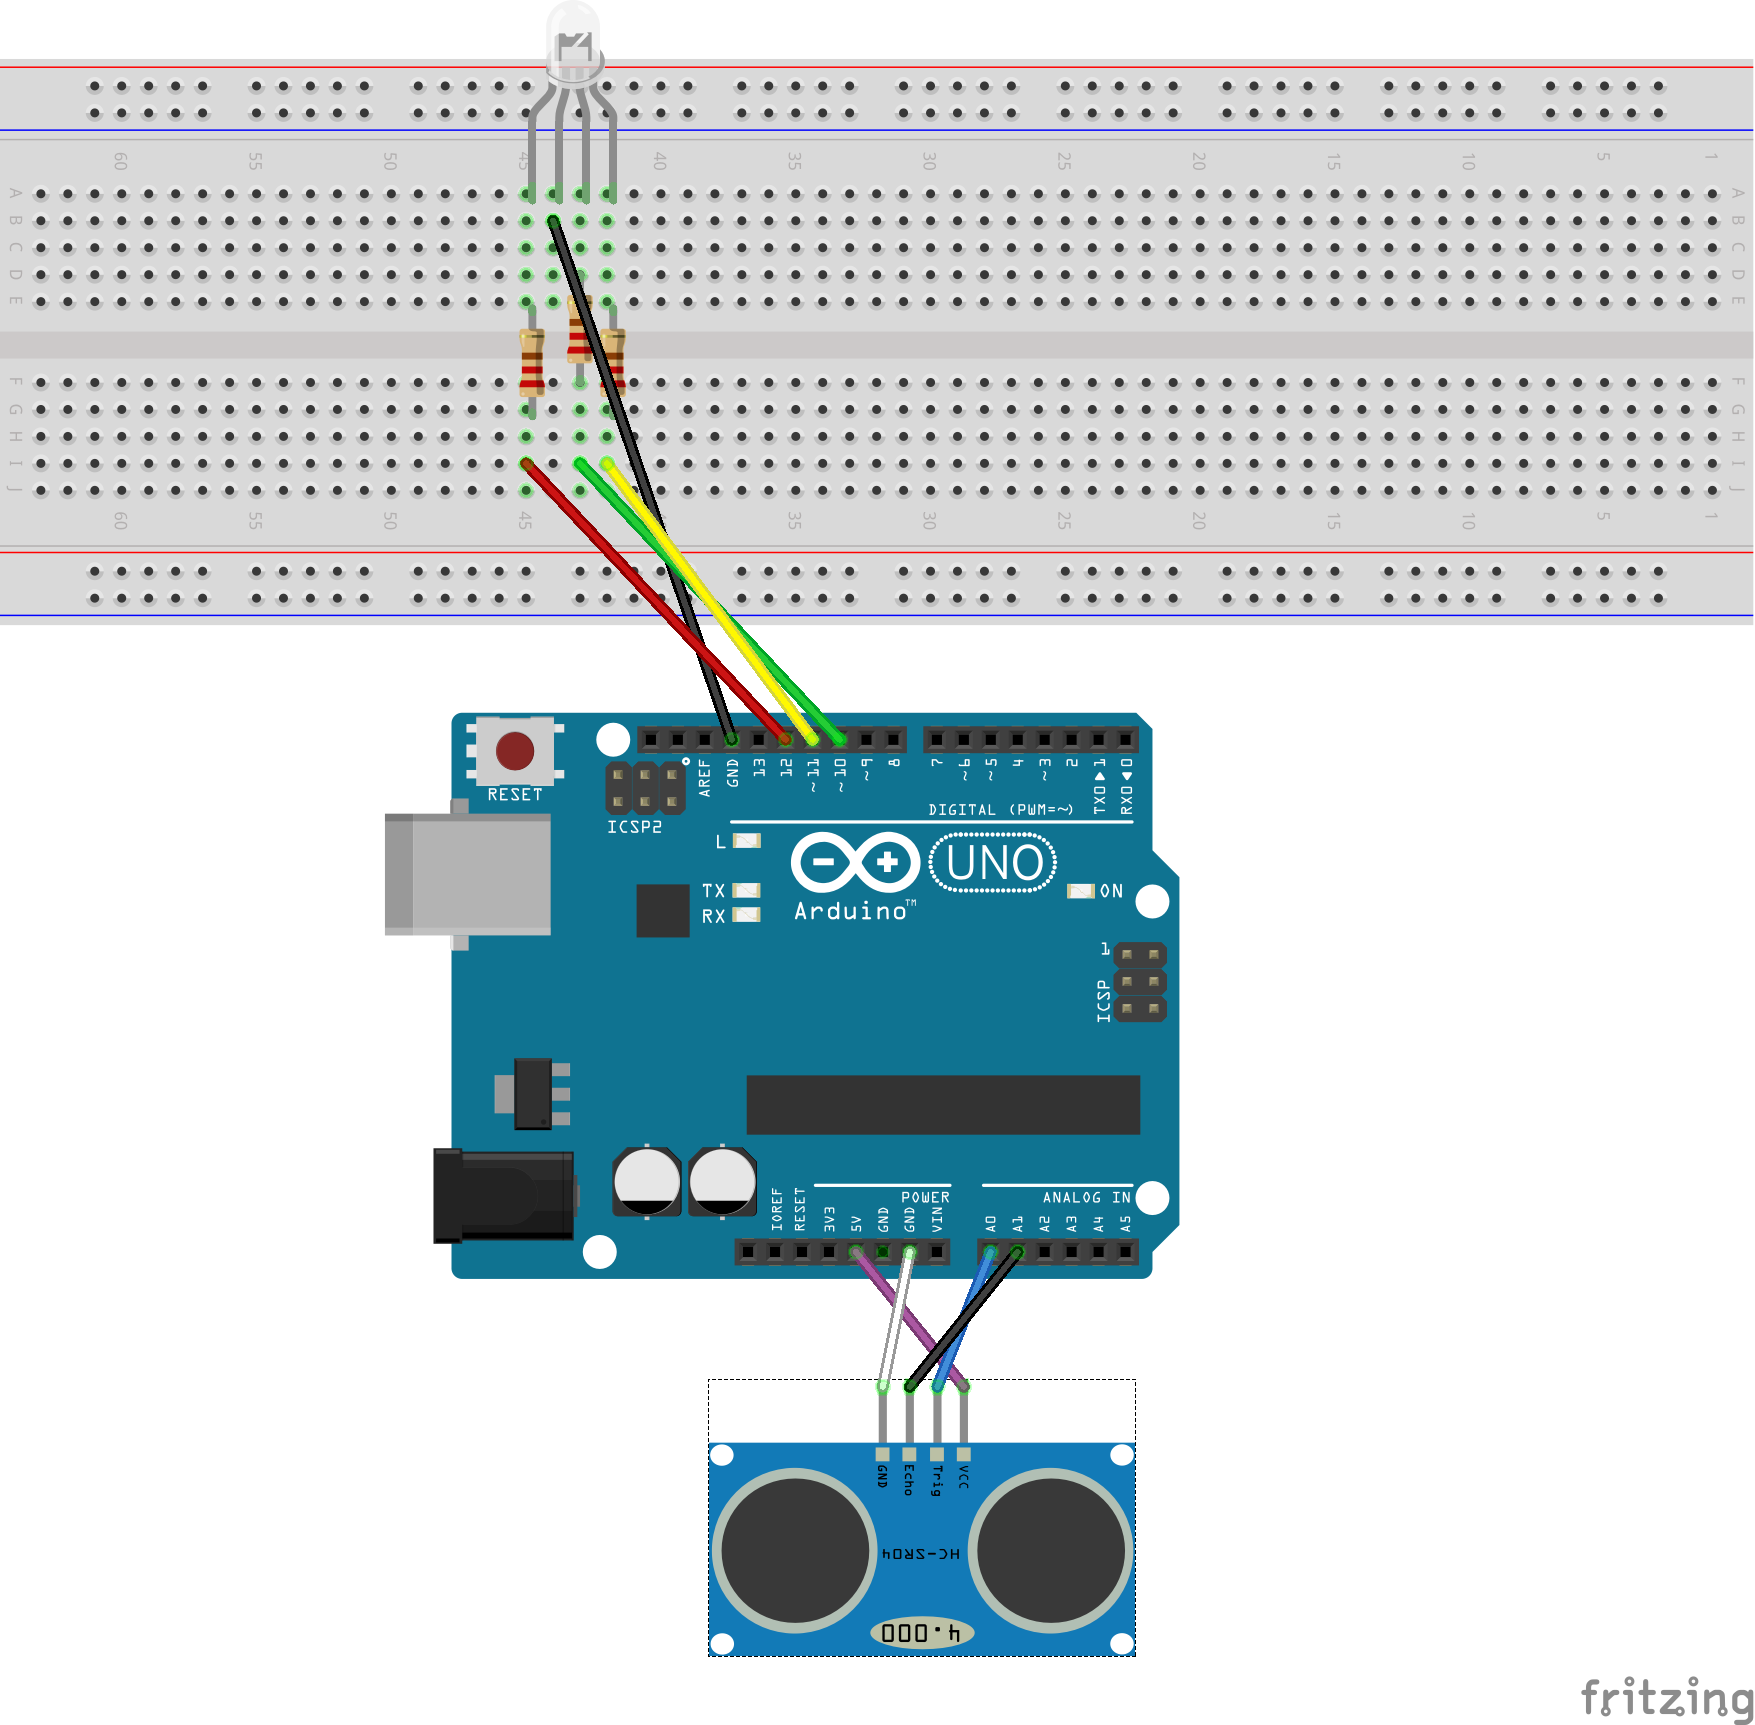 60 55 50 45 40 35 30 25 20 15 10 5 1
A A
B B
C C
D D
E E
F F
G G
H H
I I
J J
60 55 50 45 35 30 25 20 15 10 5 1
RESET
ICSP2
AREF GND 13 12 ~11 ~10 ~9 8 7 ~6 ~5 4 ~3 2 TX0▶1 RX0◀0
DIGITAL (PWM=~)
L
TX
RX
UNO
Arduino™
ON
1
ICSP
POWER
ANALOG IN
IOREF RESET 3V3 5V GND GND VIN A0 A1 A2 A3 A4 A5
GND Echo Trig VCC
HC-SR04
4.000
fritzing